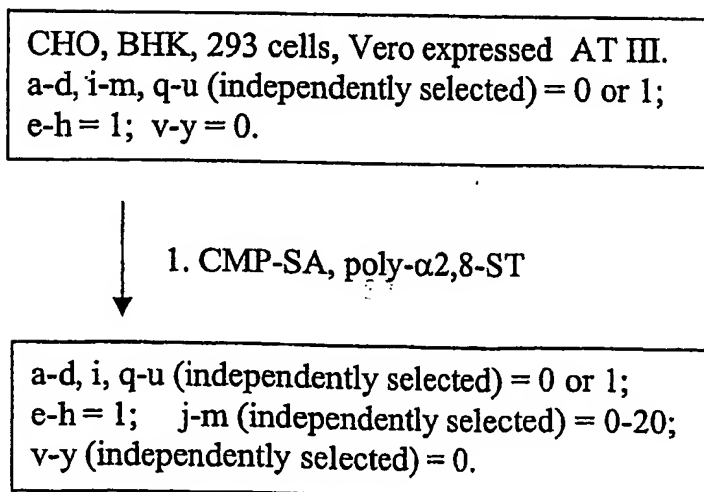 CHO, BHK, 293 cells, Vero expressed AT III.
a-d, i-m, q-u (independently selected) = 0 or 1;
e-h = 1; v-y = 0.
1. CMP-SA, poly-α2,8-ST
a-d, i, q-u (independently selected) = 0 or 1;
e-h = 1; j-m (independently selected) = 0-20;
v-y (independently selected) = 0.